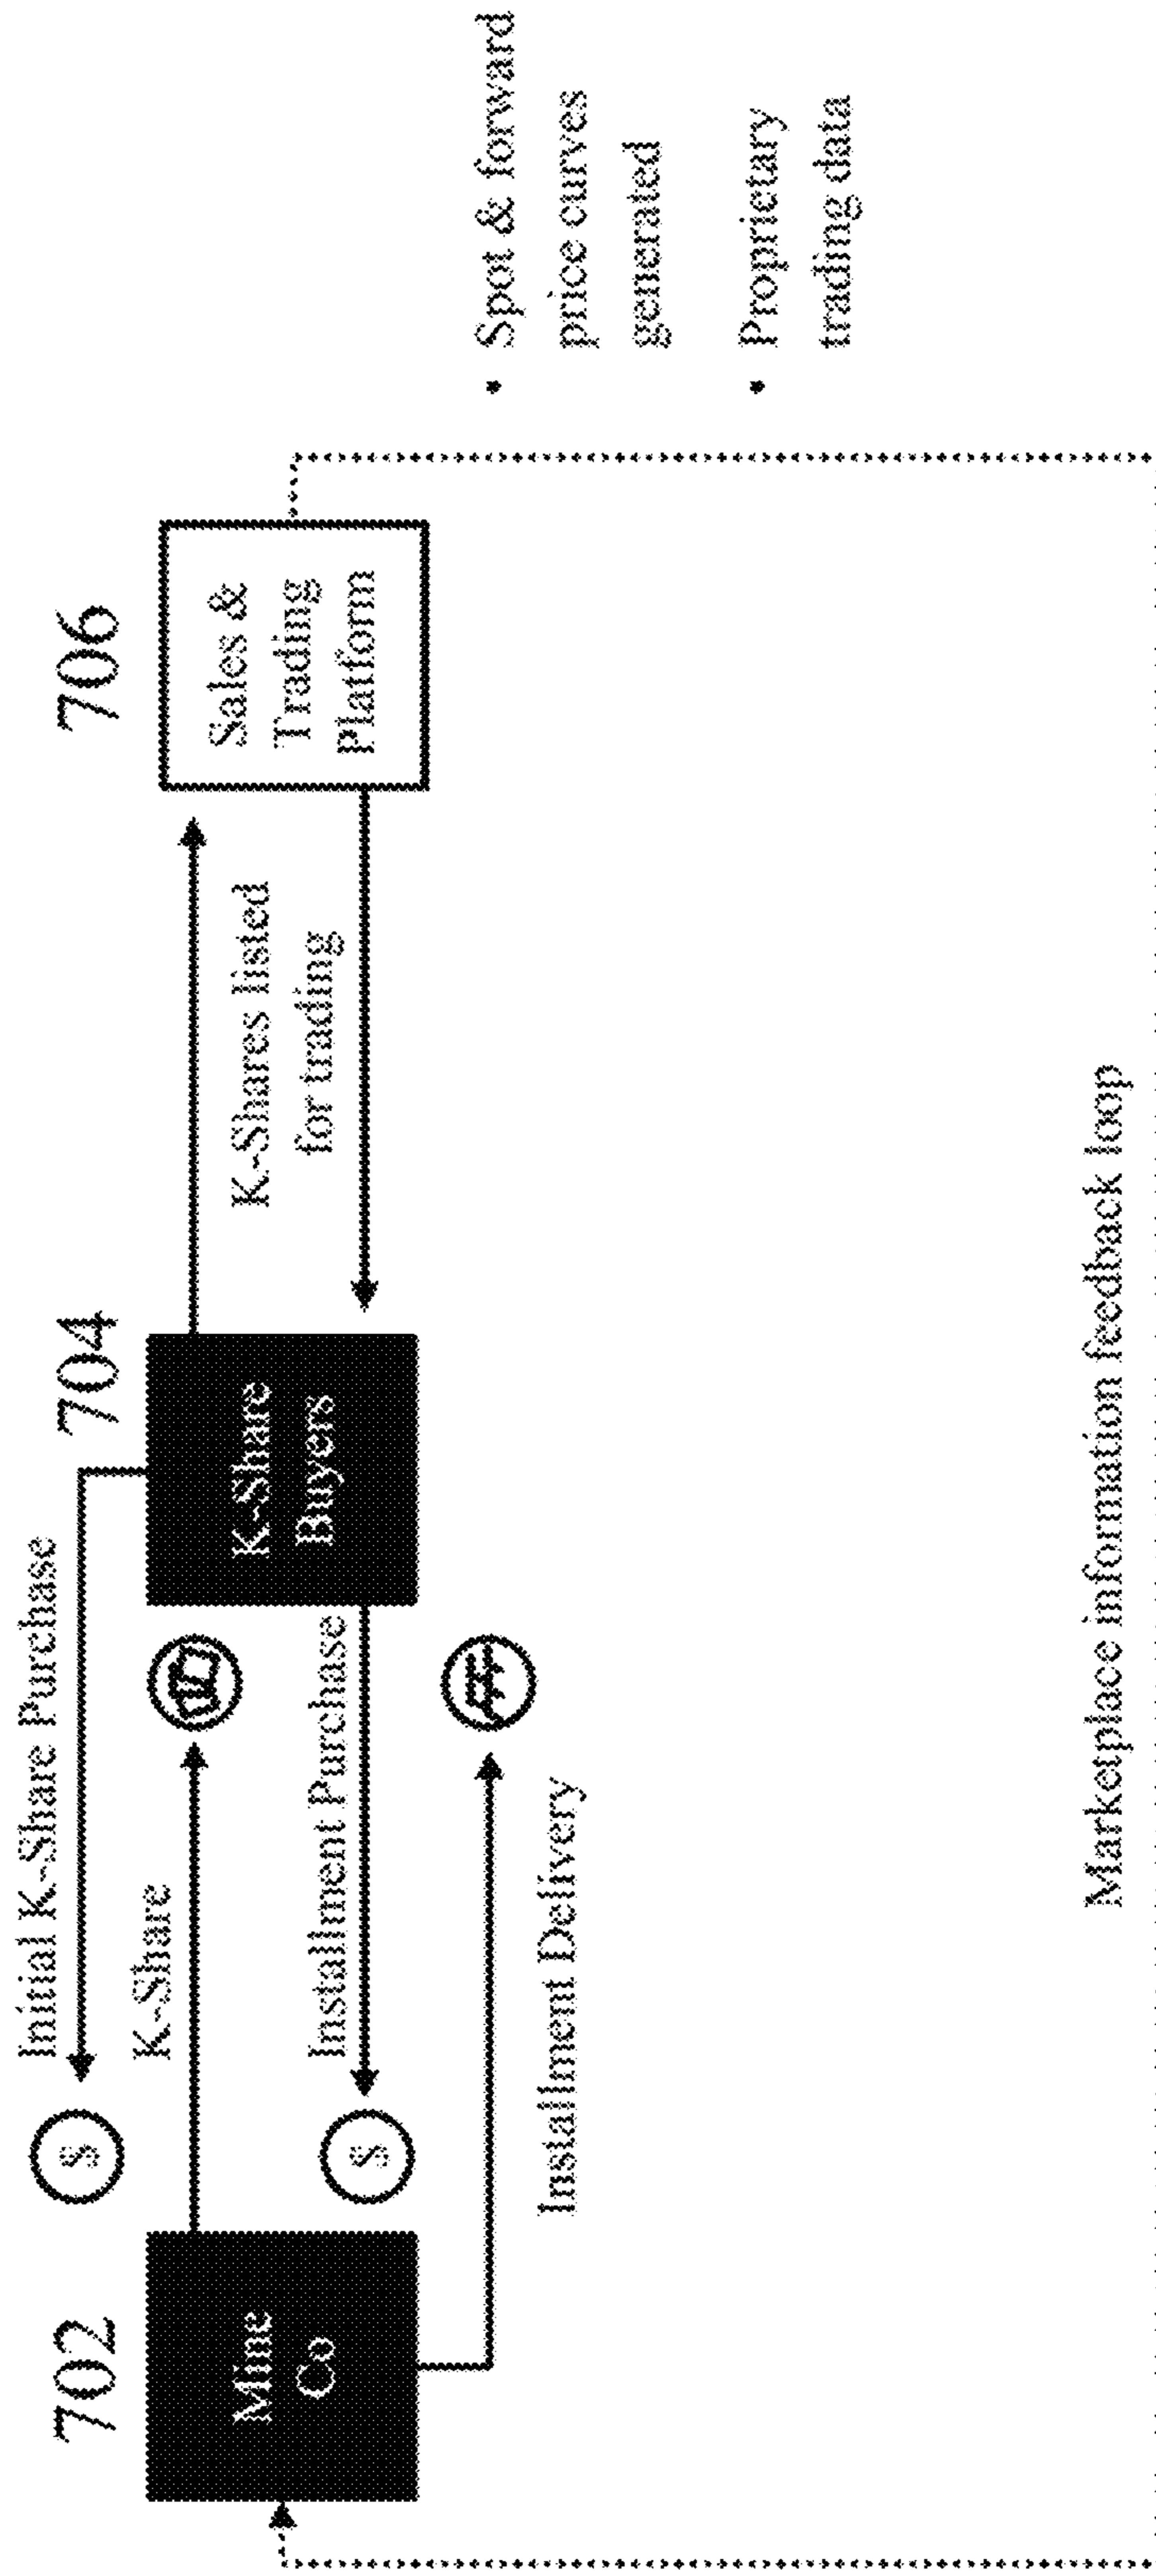 702
704
706
Initial K-Share Purchase
$
K-Share
Mine
Co
K-Share
Buyers
K-Shares listed
for trading
Sales &
Trading
Platform
Installment Purchase
$
Installment Delivery
• Spot & forward
price curves
generated
• Proprietary
trading data
Marketplace information feedback loop